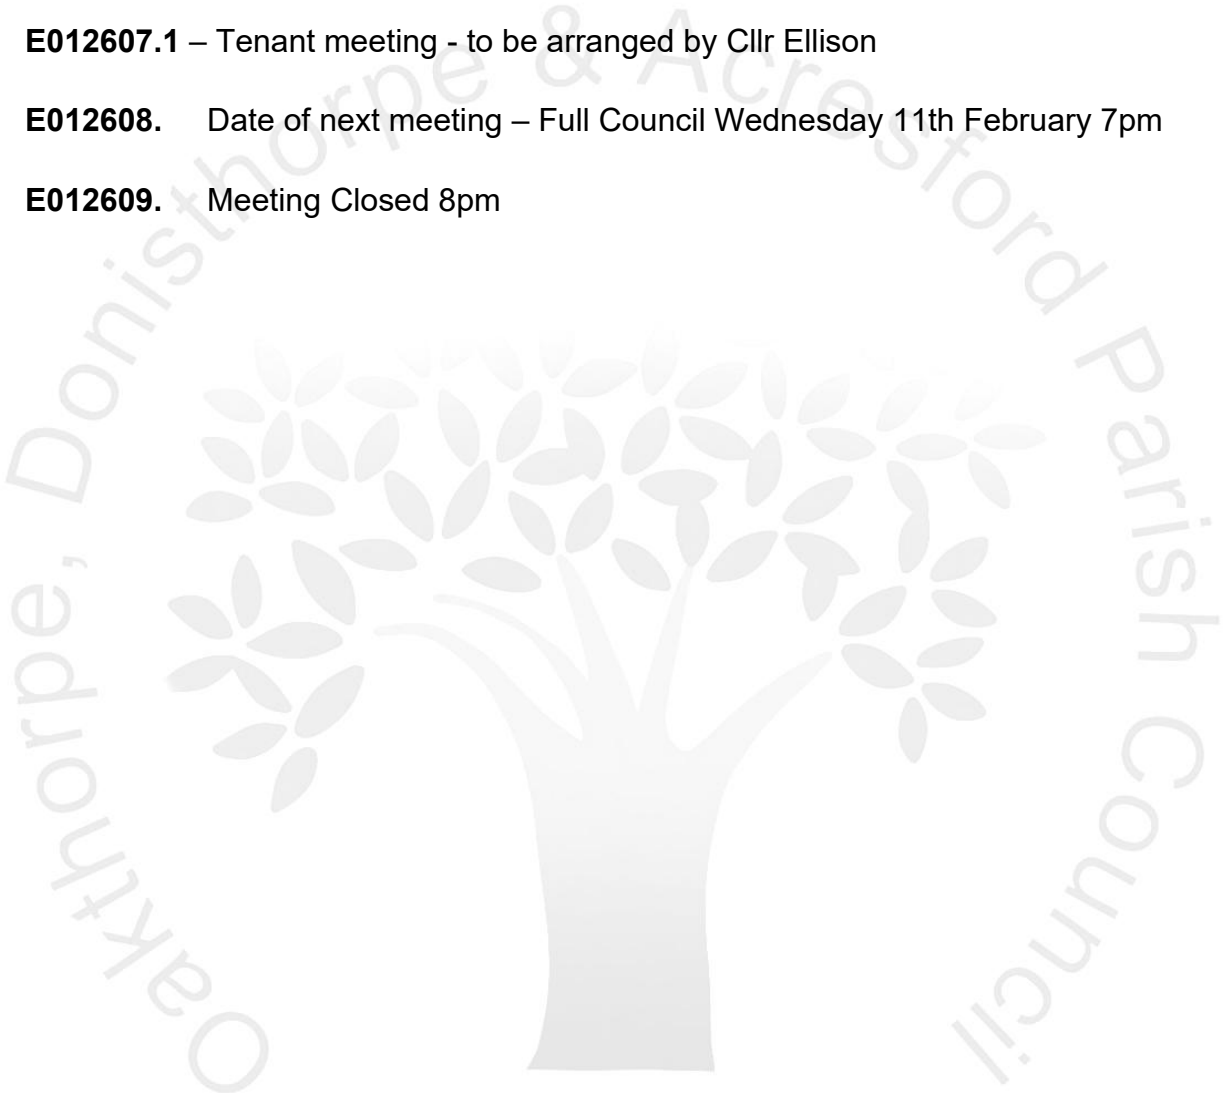 E012607.1 – Tenant meeting - to be arranged by Cllr Ellison
E012608. Date of next meeting – Full Council Wednesday 11th February 7pm
E012609. Meeting Closed 8pm
Oakthorpe, Donisthorpe & Acresford Parish Council